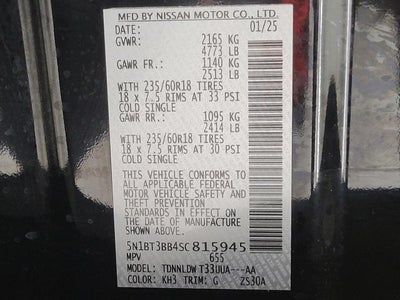 MFD BY NISSAN MOTOR CO., LTD.
DATE: 01/25
GVWR: 2165 KG
4773 LB
GAWR FR.: 1140 KG
2513 LB
WITH 235/60R18 TIRES
18 x 7.5 RIMS AT 33 PSI
COLD SINGLE
GAWR RR.: 1095 KG
2414 LB
WITH 235/60R18 TIRES
18 x 7.5 RIMS AT 30 PSI
COLD SINGLE
THIS VEHICLE CONFORMS
TO ALL APPLICABLE FEDERAL
MOTOR VEHICLE SAFETY AND
THEFT PREVENTION
STANDARDS IN EFFECT ON
THE DATE OF MANUFACTURE
SHOWN ABOVE.
5N1BT3BB4SC815945
MPV 655
MODEL: TDNNLDW T33UUA---AA
COLOR: KH3 TRIM: G ZS30A